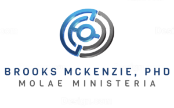 BROOKS MCKENZIE, PHD
MOLAE MINISTERIA